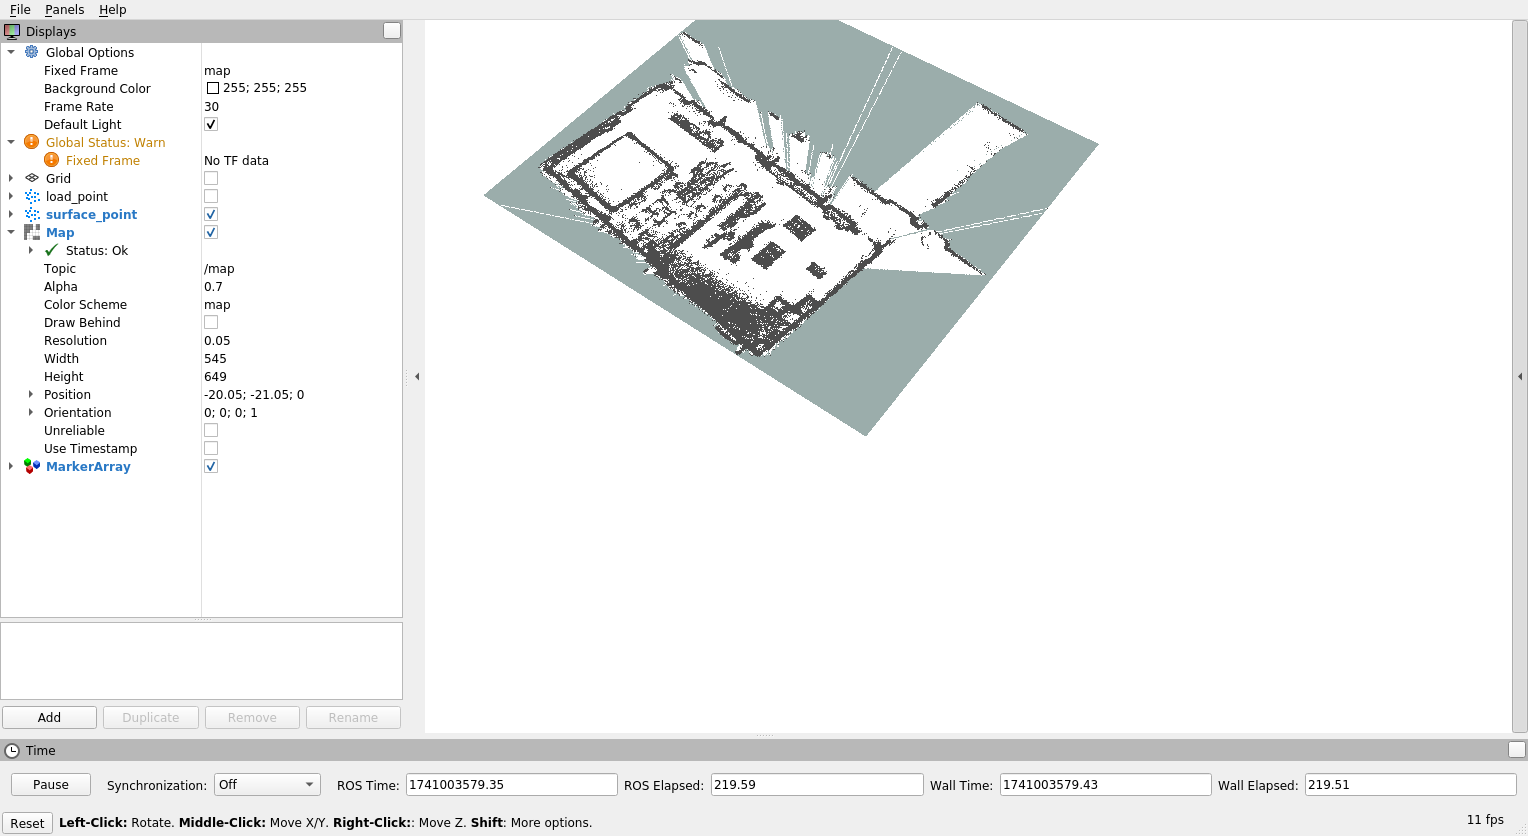 File Panels Help
Displays
Global Options
Fixed Frame map
Background Color 255; 255; 255
Frame Rate 30
Default Light
Global Status: Warn
Fixed Frame No TF data
Grid
load_point
surface_point
Map
Status: Ok
Topic /map
Alpha 0.7
Color Scheme map
Draw Behind
Resolution 0.05
Width 545
Height 649
Position -20.05; -21.05; 0
Orientation 0; 0; 0; 1
Unreliable
Use Timestamp
MarkerArray
Add Duplicate Remove Rename
Time
Pause Synchronization: Off ROS Time: 1741003579.35 ROS Elapsed: 219.59 Wall Time: 1741003579.43 Wall Elapsed: 219.51
Reset Left-Click: Rotate. Middle-Click: Move X/Y. Right-Click:: Move Z. Shift: More options. 11 fps